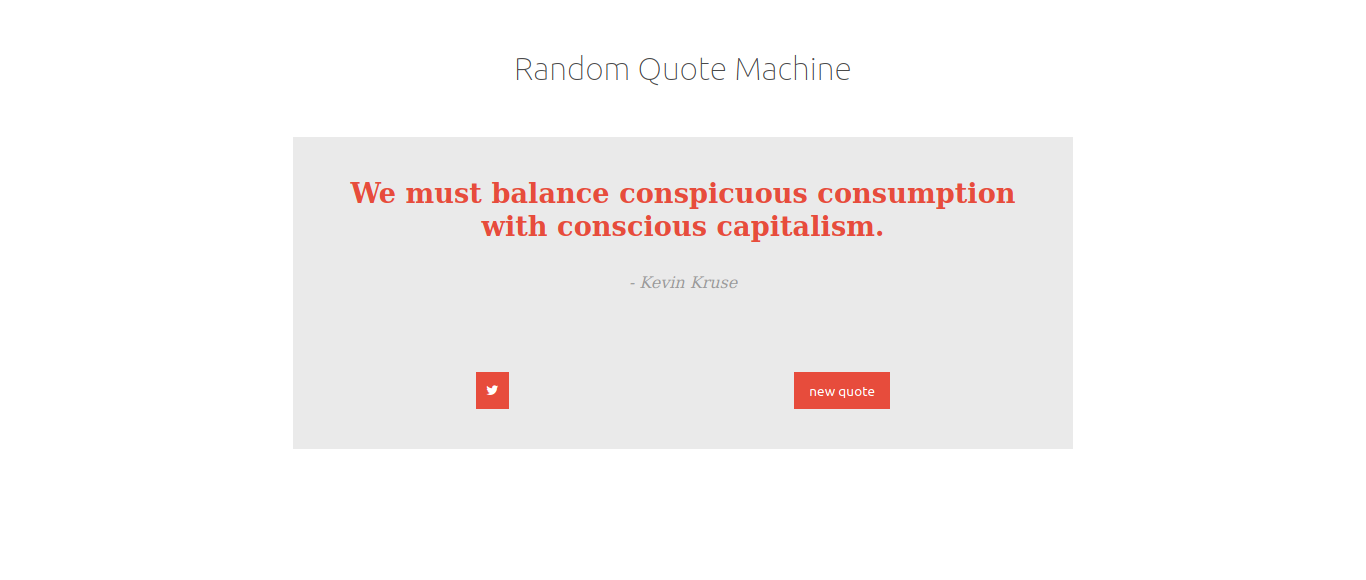 Random Quote Machine
We must balance conspicuous consumption
with conscious capitalism.
- Kevin Kruse
new quote